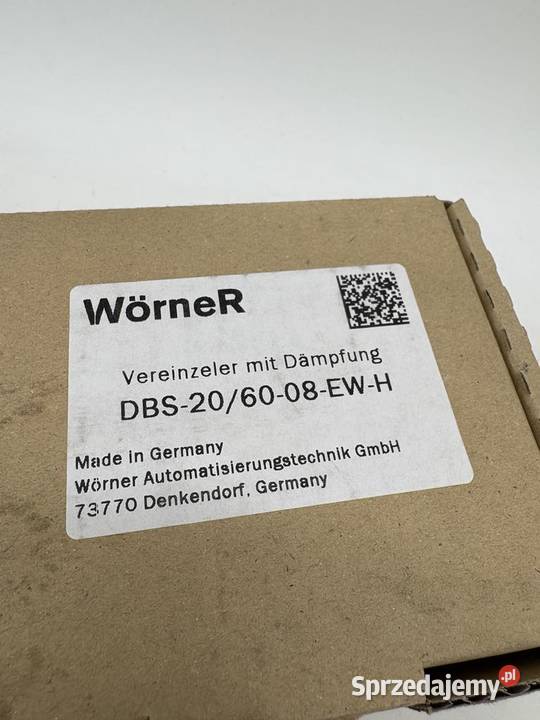 WörneR
Vereinzeler mit Dämpfung
DBS-20/60-08-EW-H
Made in Germany
Wörner Automatisierungstechnik GmbH
73770 Denkendorf, Germany
Sprzedajemy.pl